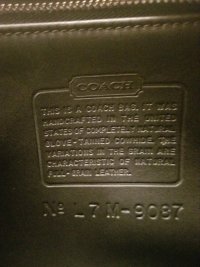 COACH
THIS IS A COACH BAG. IT WAS
HANDCRAFTED IN THE UNITED
STATES OF COMPLETELY NATURAL
GLOVE-TANNED COWHIDE. THE
VARIATIONS IN THE GRAIN ARE
CHARACTERISTIC OF NATURAL
FULL-GRAIN LEATHER.
Nº L7M-9087